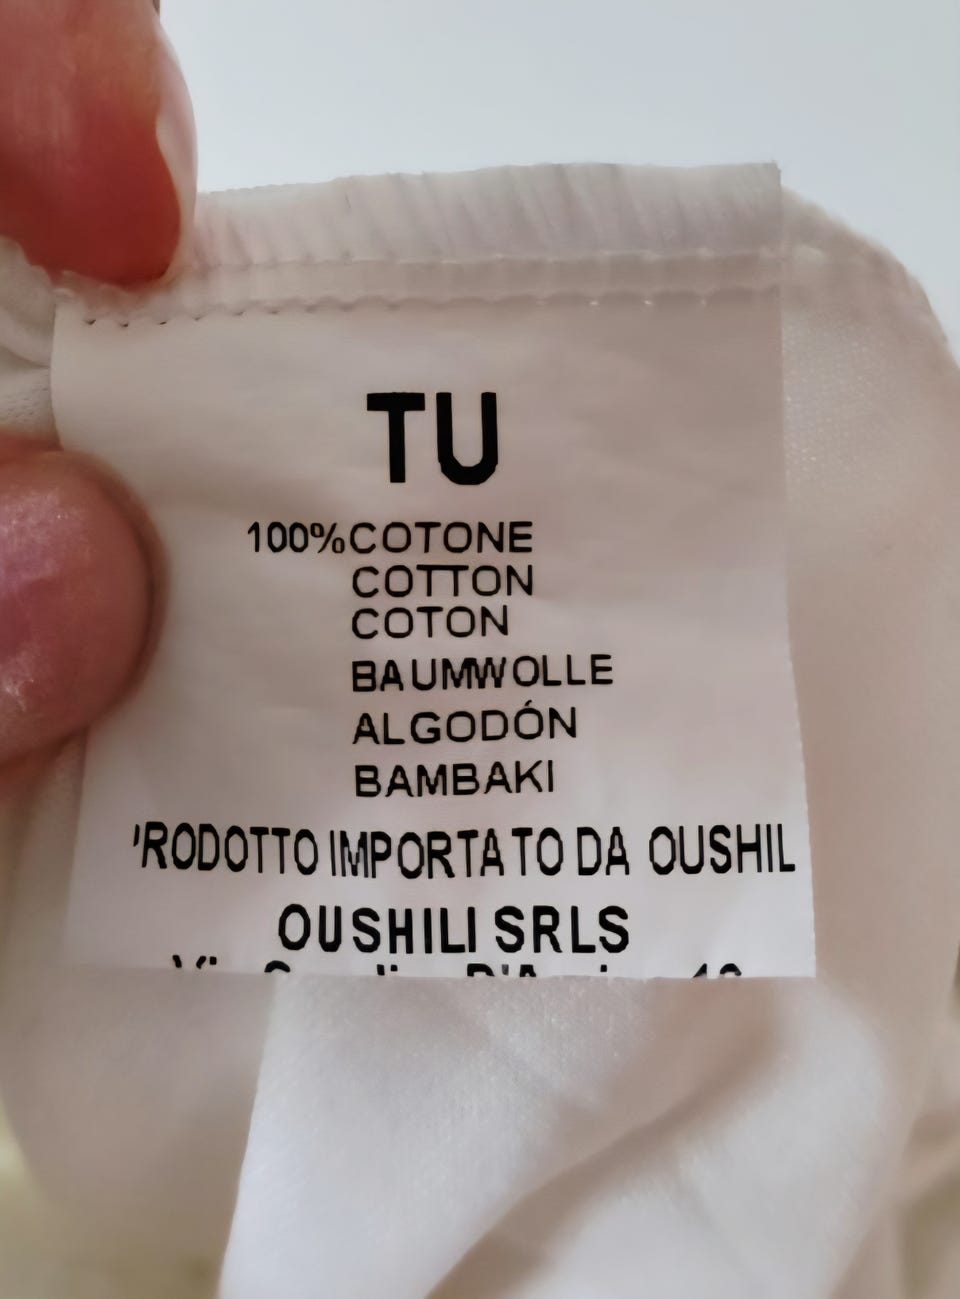 TU
100%COTONE
COTTON
COTON
BAUMWOLLE
ALGODÓN
BAMBAKI
RODOTTO IMPORTATO DA OUSHIL
OUSHILI SRLS